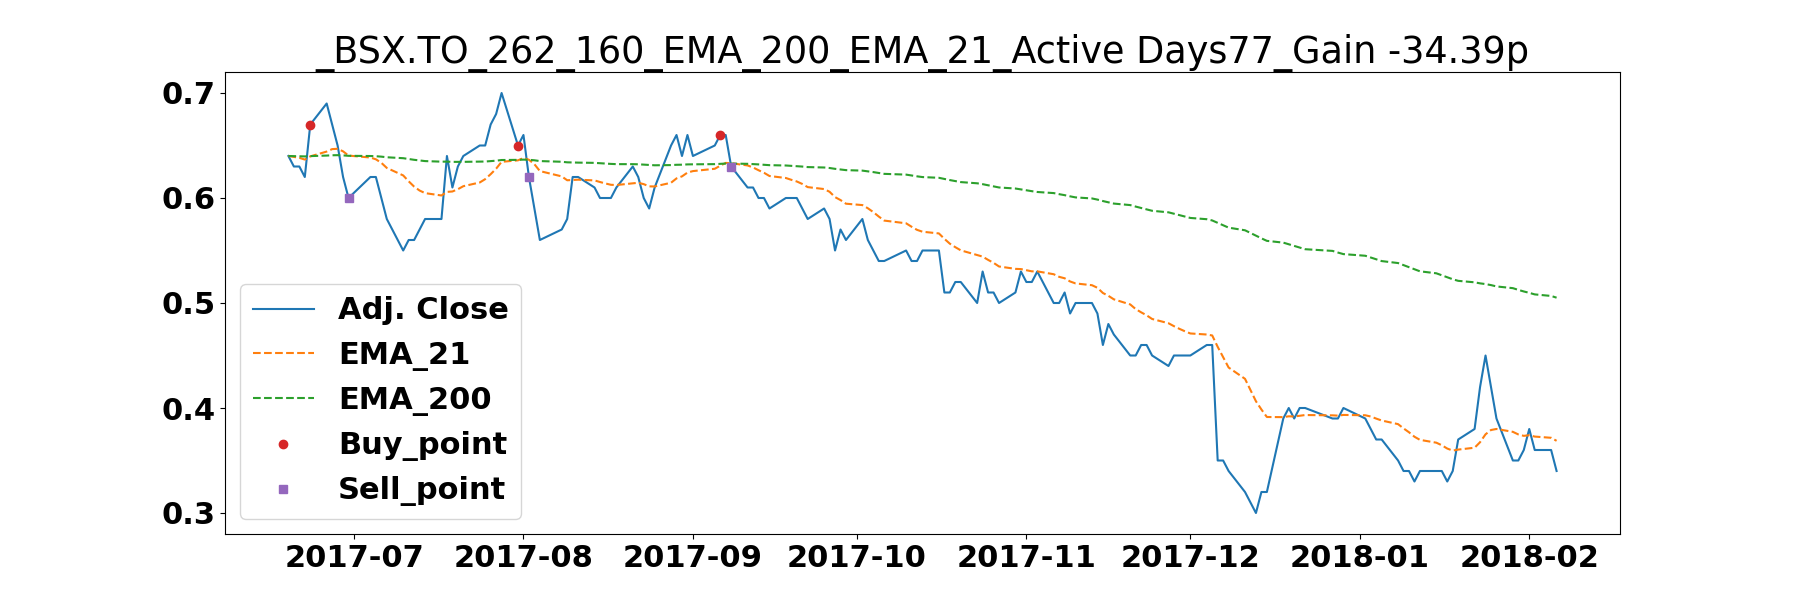 _BSX.TO_262_160_EMA_200_EMA_21_Active Days77_Gain -34.39p
0.7
0.6
0.5
0.4
0.3
Adj. Close
EMA_21
EMA_200
Buy_point
Sell_point
2017-07 2017-08 2017-09 2017-10 2017-11 2017-12 2018-01 2018-02